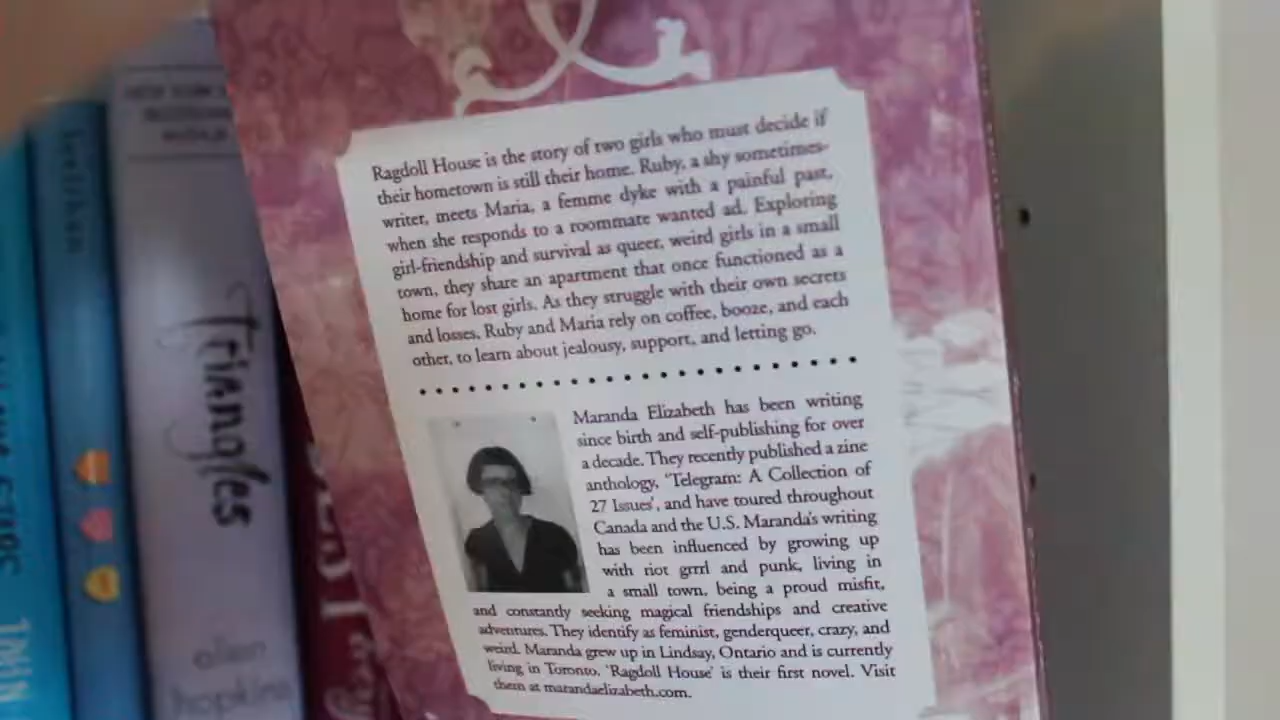 Ragdoll House is the story of two girls who must decide if
their hometown is still their home. Ruby, a shy sometimes-
writer, meets Maria, a femme dyke with a painful past,
when she responds to a roommate wanted ad. Exploring
girl-friendship and survival as queer, weird girls in a small
town, they share an apartment that once functioned as a
home for lost girls. As they struggle with their own secrets
and losses, Ruby and Maria rely on coffee, booze, and each
other, to learn about jealousy, support, and letting go.
Maranda Elizabeth has been writing
since birth and self-publishing for over
a decade. They recently published a zine
anthology, 'Telegram: A Collection of
27 Issues', and have toured throughout
Canada and the U.S. Maranda's writing
has been influenced by growing up
with riot grrrl and punk, living in
a small town, being a proud misfit,
and constantly seeking magical friendships and creative
adventures. They identify as feminist, genderqueer, crazy, and
weird. Maranda grew up in Lindsay, Ontario and is currently
living in Toronto. 'Ragdoll House' is their first novel. Visit
them at marandaelizabeth.com.
Triangles
ellen
hopkins